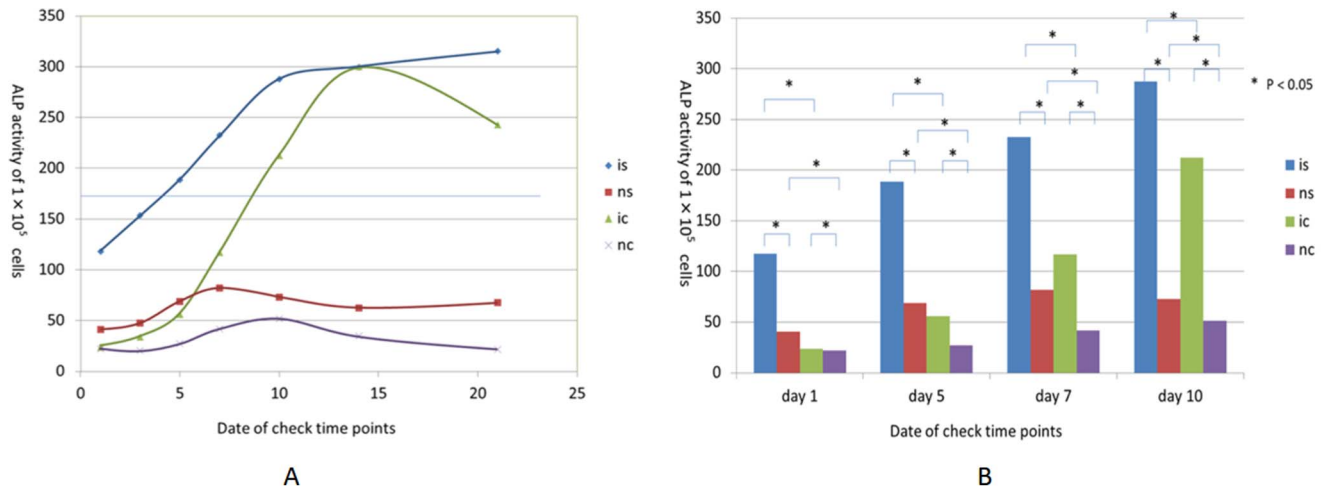 350
300
250
200
150
100
50
0
0 5 10 15 20 25
ALP activity of 1 × 10⁵ cells
Date of check time points
is
ns
ic
nc
A
350
300
250
200
150
100
50
0
ALP activity of 1 × 10⁵ cells
* * * *
* * * *
* * * *
* * * *
* P < 0.05
day 1 day 5 day 7 day 10
Date of check time points
is
ns
ic
nc
B